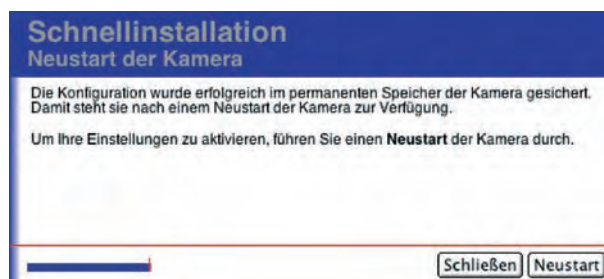 Schnellinstallation
Neustart der Kamera
Die Konfiguration wurde erfolgreich im permanenten Speicher der Kamera gesichert.
Damit steht sie nach einem Neustart der Kamera zur Verfügung.
Um Ihre Einstellungen zu aktivieren, führen Sie einen Neustart der Kamera durch.
Schließen Neustart